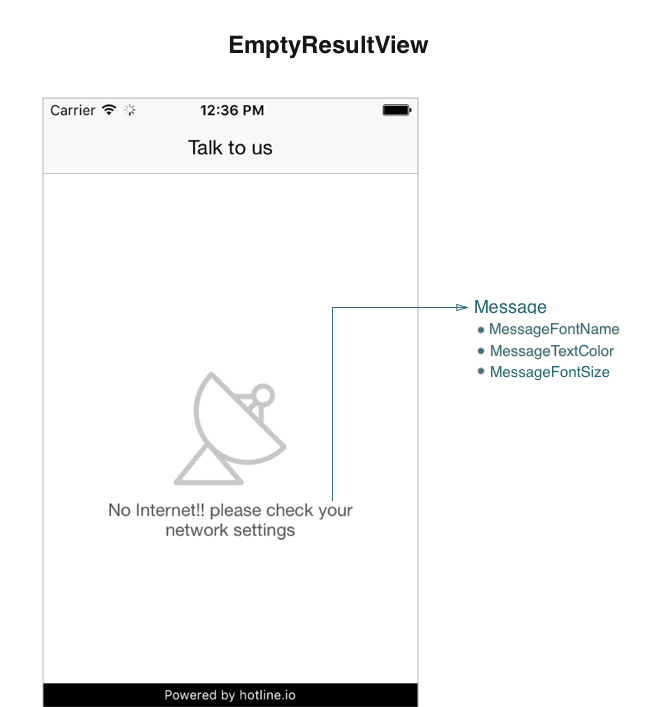 EmptyResultView
Carrier 12:36 PM
Talk to us
Message
MessageFontName
MessageTextColor
MessageFontSize
No Internet!! please check your
network settings
Powered by hotline.io